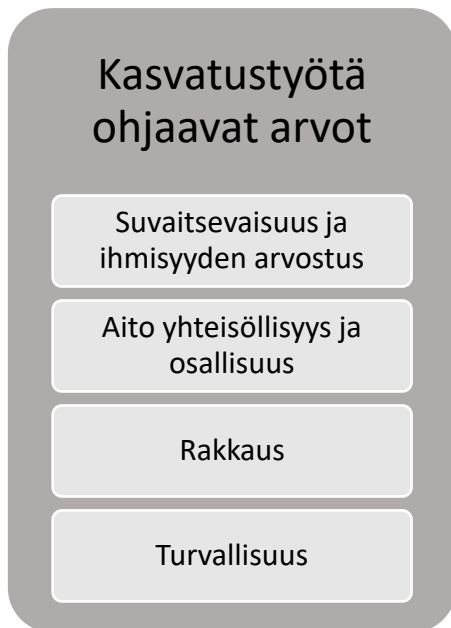 Kasvatustyötä
ohjaavat arvot
Suvaitsevaisuus ja
ihmisyyden arvostus
Aito yhteisöllisyys ja
osallisuus
Rakkaus
Turvallisuus